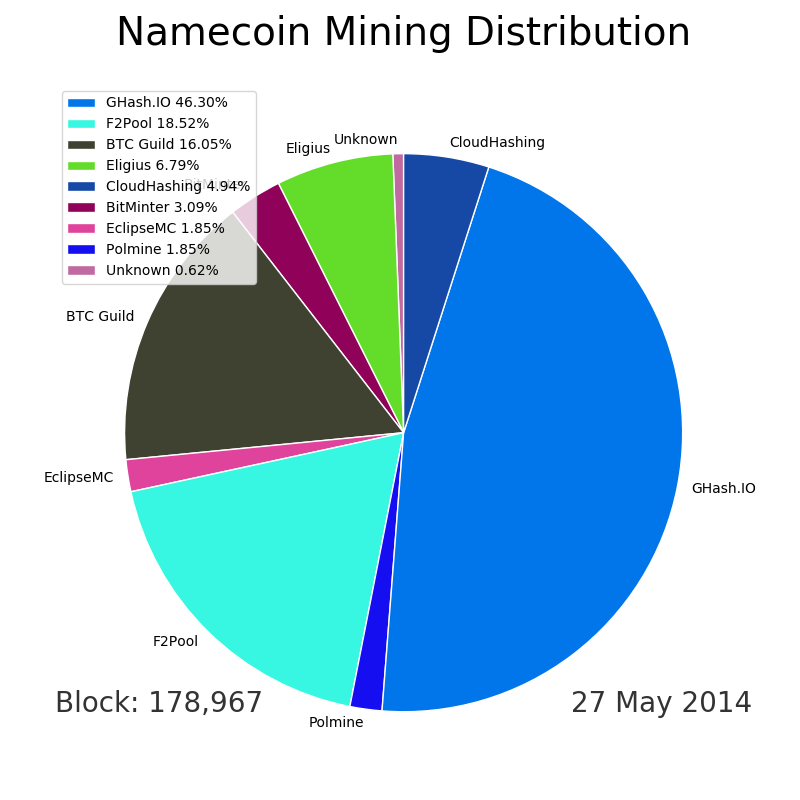 Namecoin Mining Distribution
GHash.IO 46.30%
F2Pool 18.52%
BTC Guild 16.05%
Eligius 6.79%
CloudHashing 4.94%
BitMinter 3.09%
EclipseMC 1.85%
Polmine 1.85%
Unknown 0.62%
Unknown
CloudHashing
Eligius
BitMinter
BTC Guild
EclipseMC
GHash.IO
F2Pool
Polmine
Block: 178,967
27 May 2014